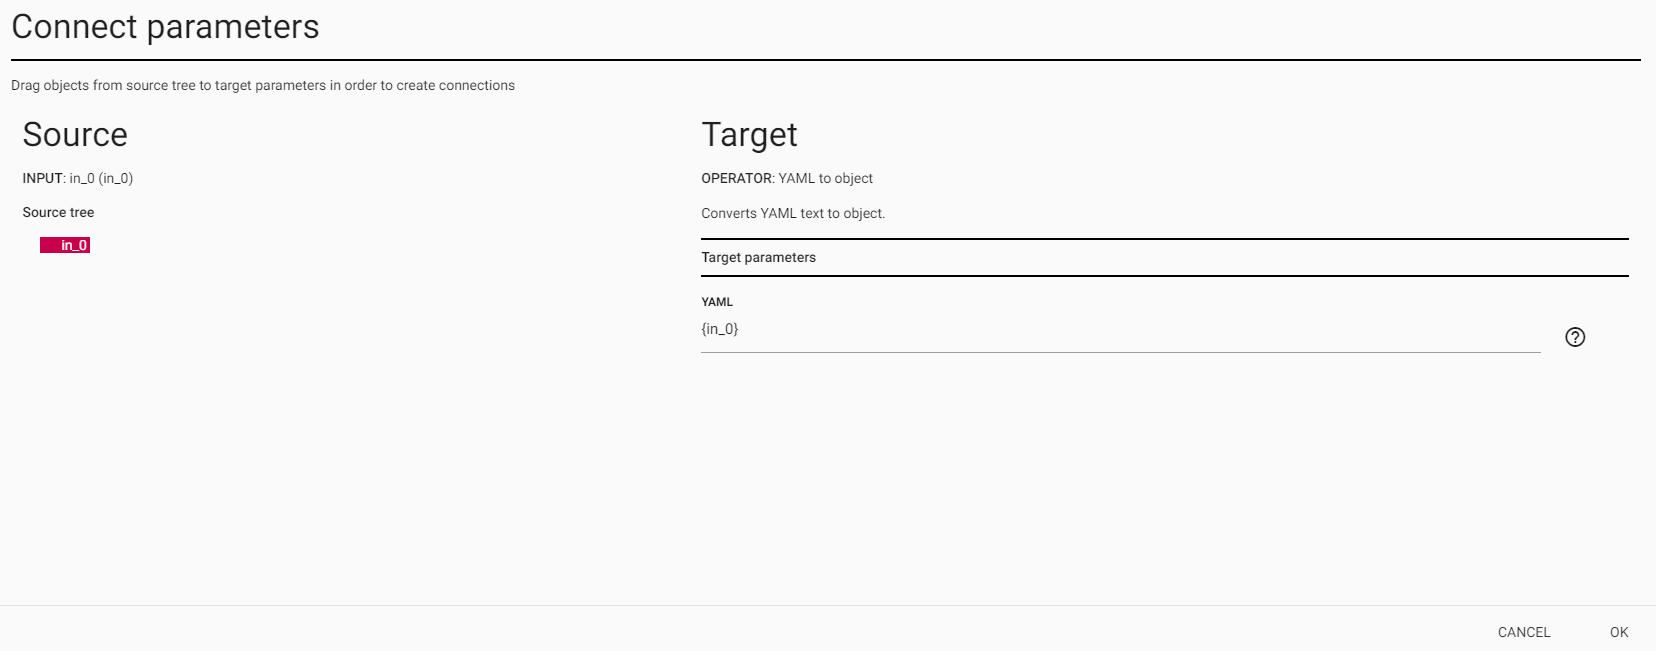 Connect parameters
Drag objects from source tree to target parameters in order to create connections
Source
INPUT: in_0 (in_0)
Source tree
in_0
Target
OPERATOR: YAML to object
Converts YAML text to object.
Target parameters
YAML
{in_0}
CANCEL
OK